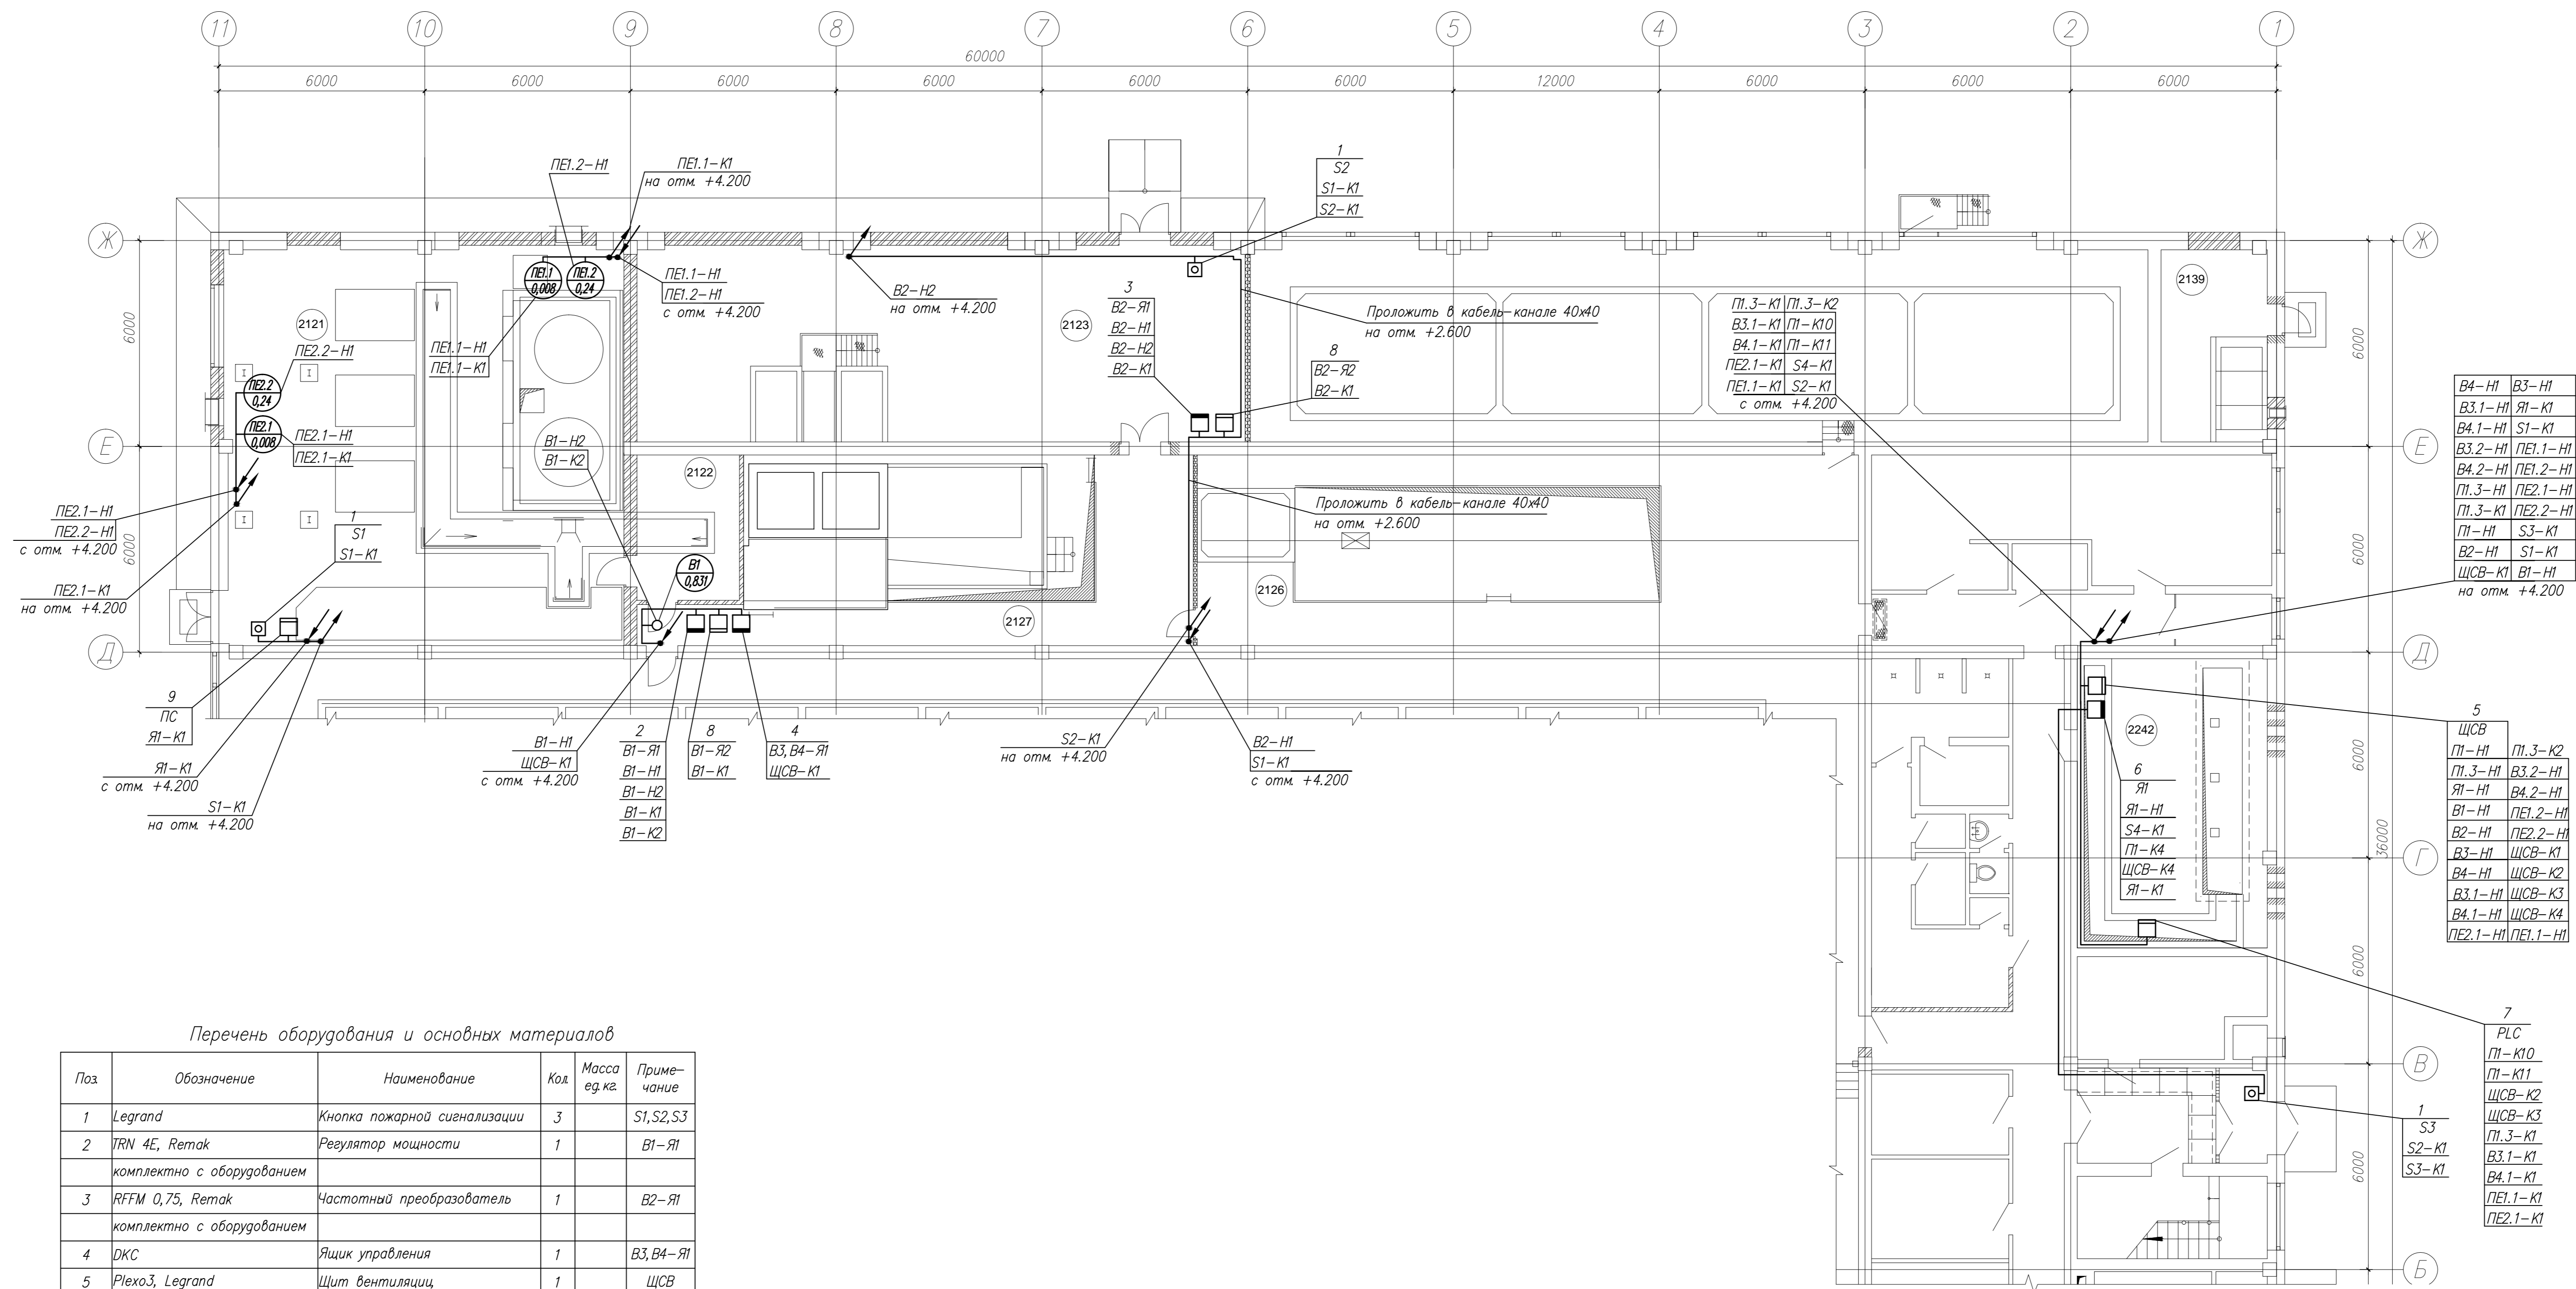 11
10
9
8
7
6
5
4
3
2
1
60000
6000
6000
6000
6000
6000
6000
12000
6000
6000
6000
ПЕ1.2-Н1
ПЕ1.1-К1
на отм. +4.200
1
S2
S1-К1
S2-К1
Ж
Ж
ПЕ1.1
0,008
ПЕ1.2
0,24
ПЕ1.1-Н1
ПЕ1.2-Н1
с отм. +4.200
В2-Н2
на отм. +4.200
3
В2-Я1
В2-Н1
В2-Н2
В2-К1
2139
2121
2123
Проложить в кабель-канале 40х40
на отм. +2.600
8
В2-Я2
В2-К1
П1.3-К1 П1.3-К2
В3.1-К1 П1-К10
В4.1-К1 П1-К11
ПЕ2.1-К1 S4-К1
ПЕ1.1-К1 S2-К1
с отм. +4.200
6000
6000
ПЕ1.1-Н1
ПЕ1.1-К1
ПЕ2.2-Н1
ПЕ2.2
0,24
ПЕ2.1
0,008
ПЕ2.1-Н1
ПЕ2.1-К1
I
I
I
I
Е
Е
В1-Н2
В1-К2
2122
В4-Н1 В3-Н1
В3.1-Н1 Я1-К1
В4.1-Н1 S1-К1
В3.2-Н1 ПЕ1.1-Н1
В4.2-Н1 ПЕ1.2-Н1
П1.3-Н1 ПЕ2.1-Н1
П1.3-К1 ПЕ2.2-Н1
П1-Н1 S3-К1
В2-Н1 S1-К1
ЩСВ-К1 В1-Н1
на отм. +4.200
ПЕ2.1-Н1
ПЕ2.2-Н1
с отм. +4.200
1
S1
S1-К1
Проложить в кабель-канале 40х40
на отм. +2.600
6000
6000
ПЕ2.1-К1
на отм. +4.200
В1
0,831
2126
2127
Д
Д
9
ПС
Я1-К1
Я1-К1
с отм. +4.200
S1-К1
на отм. +4.200
В1-Н1
ЩСВ-К1
с отм. +4.200
2
В1-Я1
В1-Н1
В1-Н2
В1-К1
В1-К2
8
В1-Я2
В1-К1
4
В3,В4-Я1
ЩСВ-К1
S2-К1
на отм. +4.200
В2-Н1
S1-К1
с отм. +4.200
2242
6
Я1
Я1-Н1
S4-К1
П1-К4
ЩСВ-К4
Я1-К1
6000
36000
Г
5
ЩСВ
П1-Н1 П1.3-К2
П1.3-Н1 В3.2-Н1
Я1-Н1 В4.2-Н1
В1-Н1 ПЕ1.2-Н1
В2-Н1 ПЕ2.2-Н1
В3-Н1 ЩСВ-К1
В4-Н1 ЩСВ-К2
В3.1-Н1 ЩСВ-К3
В4.1-Н1 ЩСВ-К4
ПЕ2.1-Н1 ПЕ1.1-Н1
6000
7
PLC
П1-К10
П1-К11
ЩСВ-К2
ЩСВ-К3
П1.3-К1
В3.1-К1
В4.1-К1
ПЕ1.1-К1
ПЕ2.1-К1
В
1
S3
S2-К1
S3-К1
6000
Б
Перечень оборудования и основных материалов
Поз. Обозначение Наименование Кол. Масса ед. кг. Приме-чание
1 Legrand Кнопка пожарной сигнализации 3 S1,S2,S3
2 TRN 4E, Remak Регулятор мощности 1 В1-Я1
комплектно с оборудованием
3 RFFM 0,75, Remak Частотный преобразователь 1 В2-Я1
комплектно с оборудованием
4 DKC Ящик управления 1 В3,В4-Я1
5 Plexo3, Legrand Щит вентиляции, 1 ЩСВ